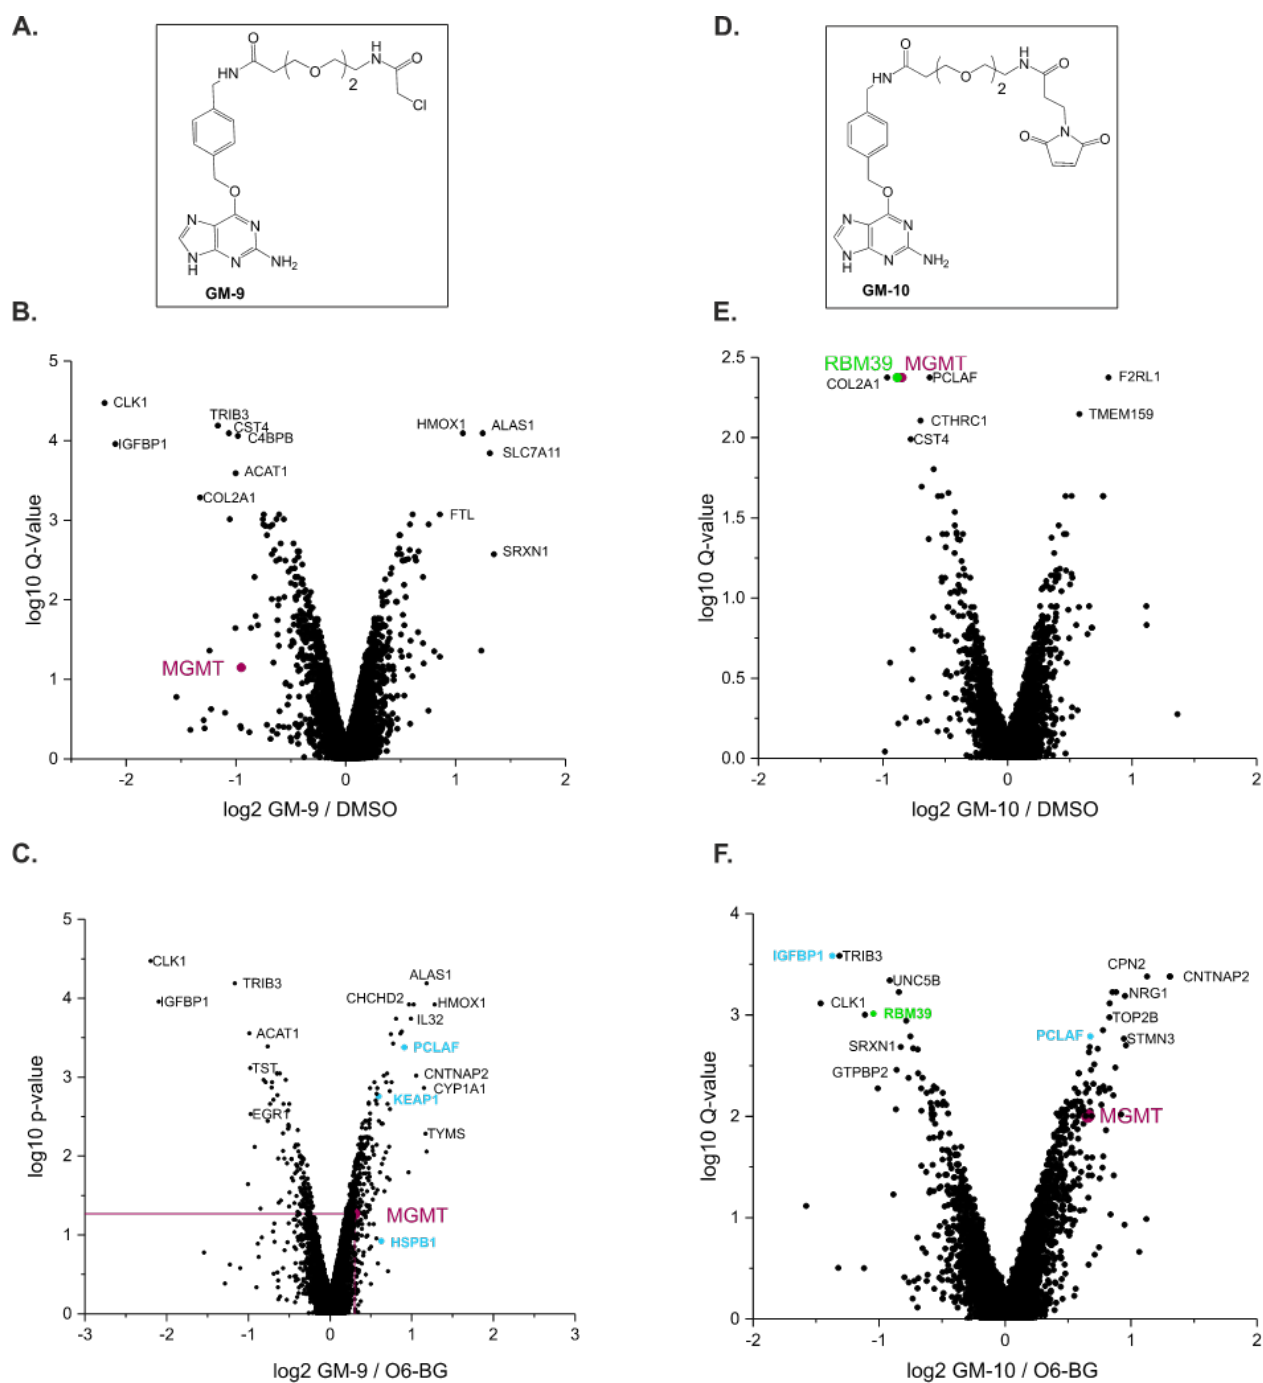 A.
O
H
N
O
NH
O
2
Cl
O
N
N
N
H
N
NH2
GM-9
D.
O
H
N
O
NH
O
2
N
O
O
O
N
N
N
H
N
NH2
GM-10
B.
5
4
3
2
1
0
log10 Q-Value
CLK1
IGFBP1
TRIB3
CST4
C4BPB
ACAT1
COL2A1
HMOX1
ALAS1
SLC7A11
FTL
SRXN1
MGMT
-2
-1
0
1
2
log2 GM-9 / DMSO
E.
2.5
2.0
1.5
1.0
0.5
0.0
log10 Q-value
RBM39
MGMT
COL2A1
PCLAF
F2RL1
TMEM159
CTHRC1
CST4
-2
-1
0
1
2
log2 GM-10 / DMSO
C.
5
4
3
2
1
0
log10 p-value
CLK1
IGFBP1
TRIB3
ACAT1
TST
EGR1
ALAS1
CHCHD2
HMOX1
IL32
PCLAF
CNTNAP2
CYP1A1
KEAP1
TYMS
MGMT
HSPB1
-3
-2
-1
0
1
2
3
log2 GM-9 / O6-BG
F.
4
3
2
1
0
log10 Q-value
IGFBP1
TRIB3
UNC5B
CLK1
RBM39
SRXN1
GTPBP2
CPN2
CNTNAP2
NRG1
TOP2B
PCLAF
STMN3
MGMT
-2
-1
0
1
2
log2 GM-10 / O6-BG